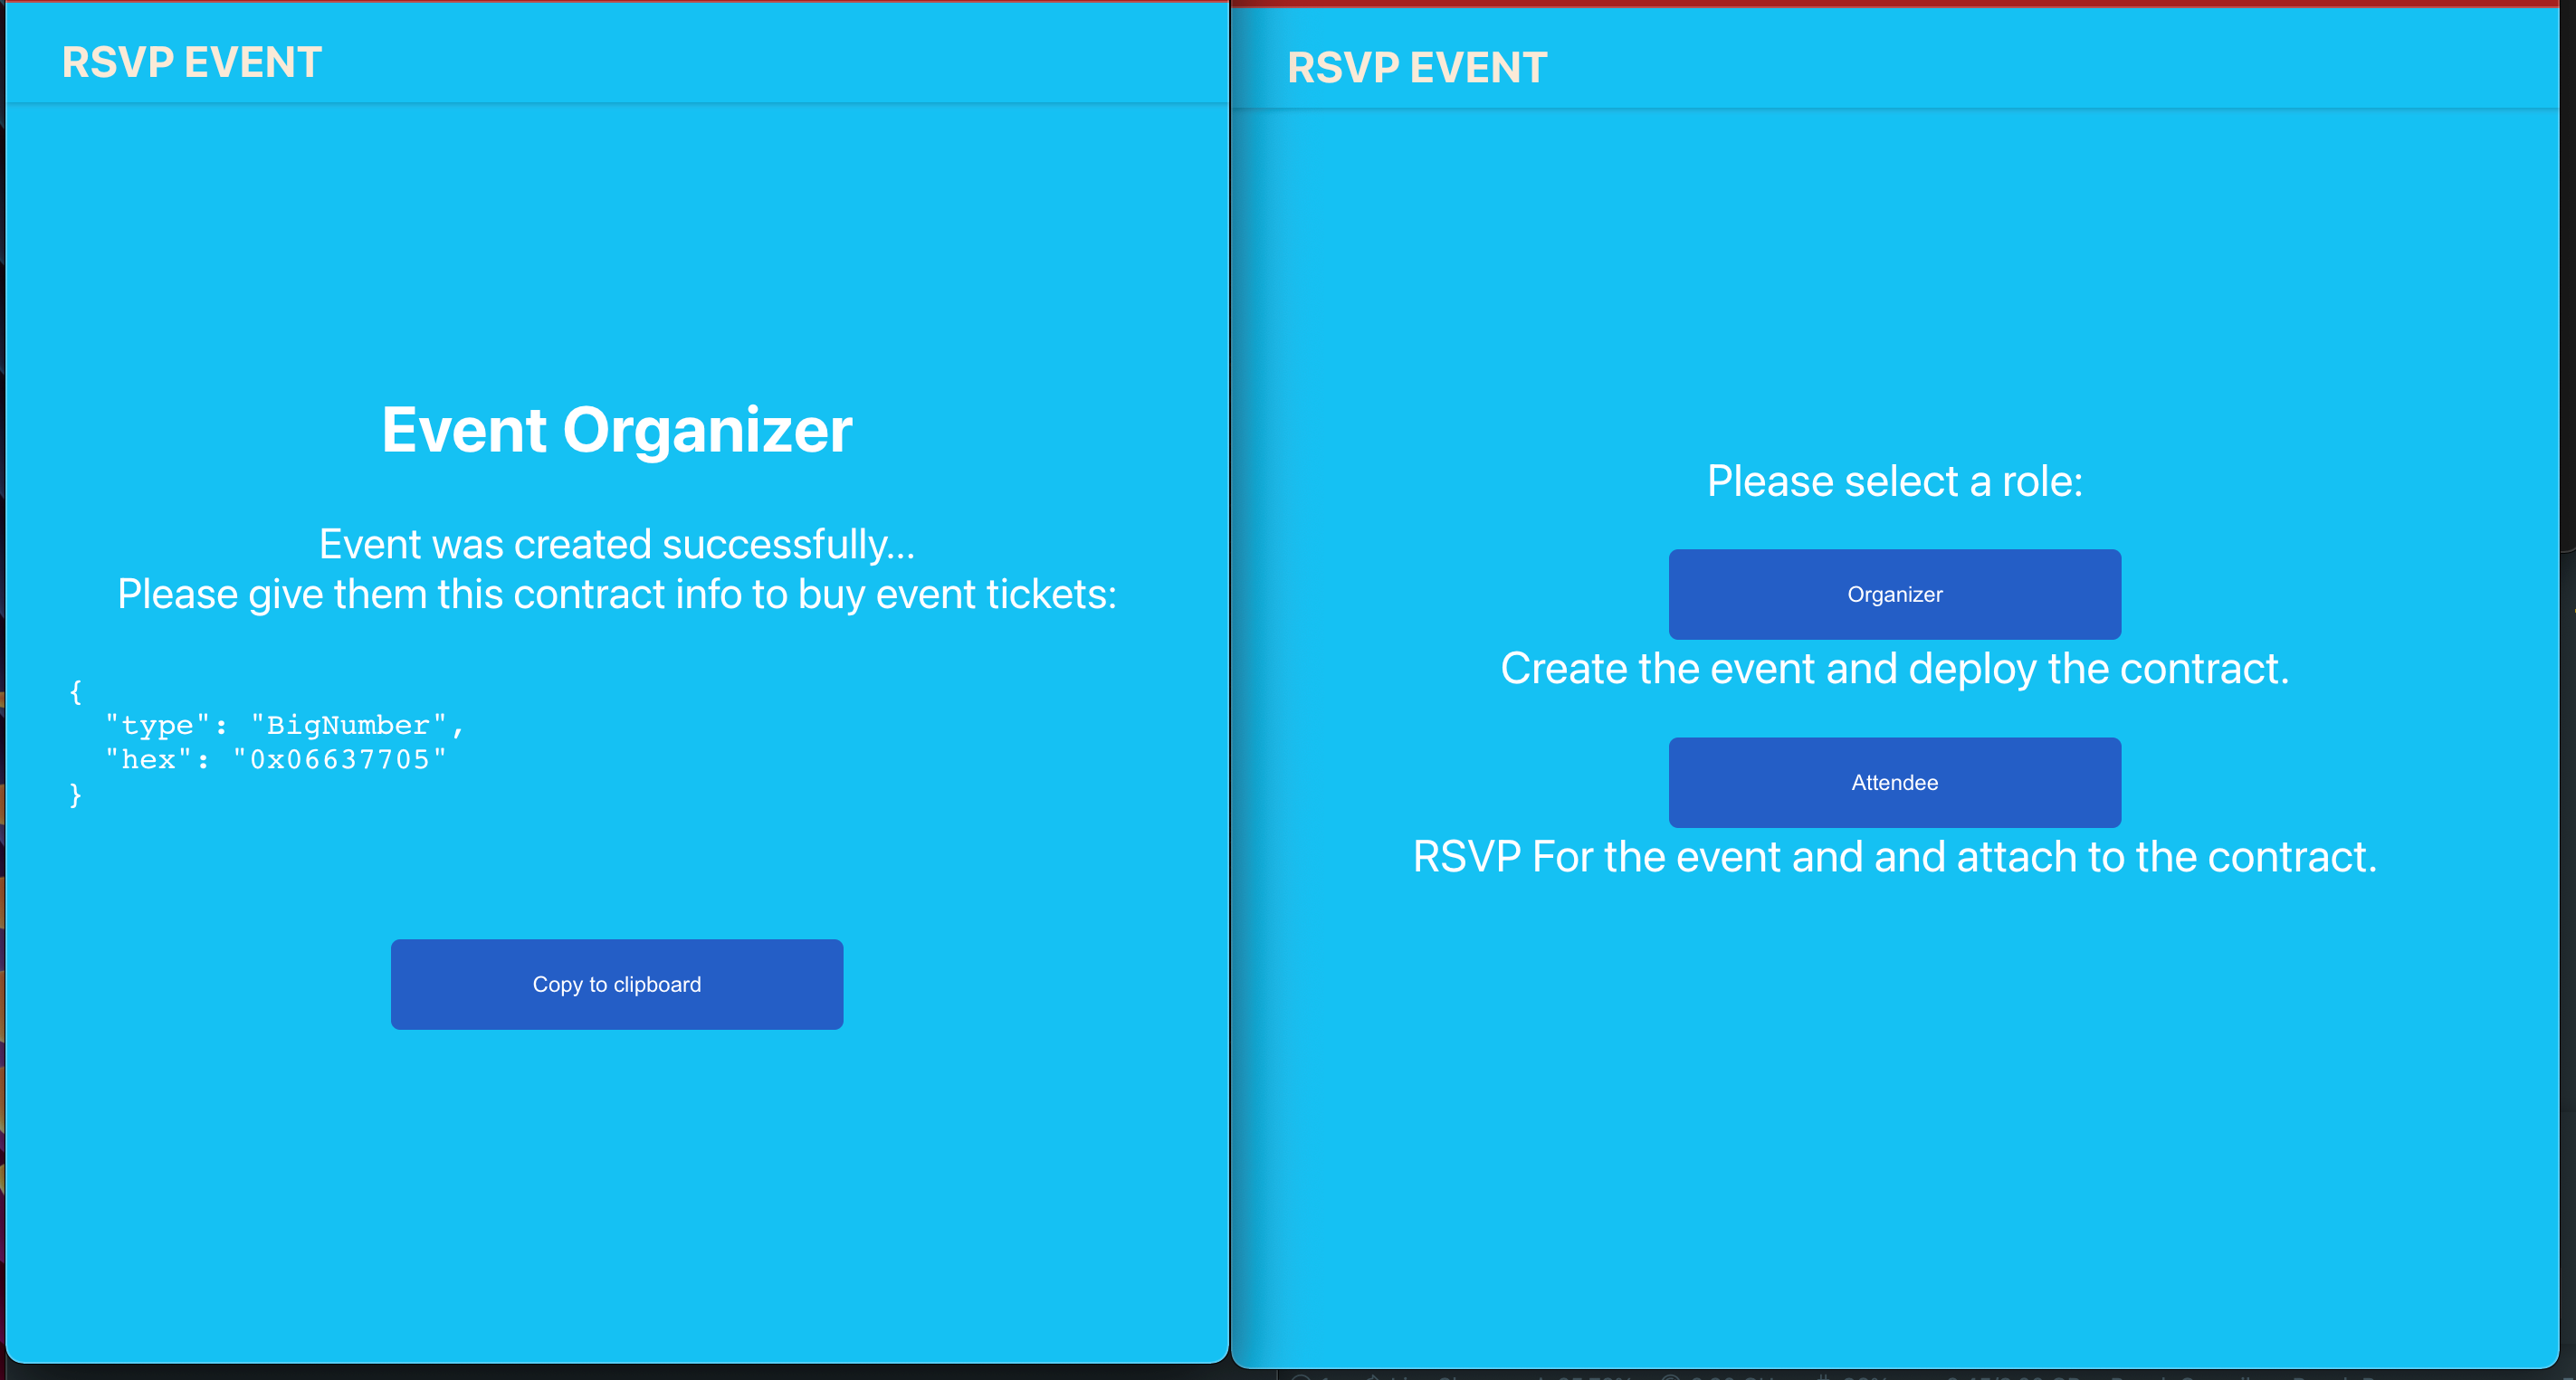 RSVP EVENT
Event Organizer
Event was created successfully...
Please give them this contract info to buy event tickets:
{
  "type": "BigNumber",
  "hex": "0x06637705"
}
Copy to clipboard
RSVP EVENT
Please select a role:
Organizer
Create the event and deploy the contract.
Attendee
RSVP For the event and and attach to the contract.